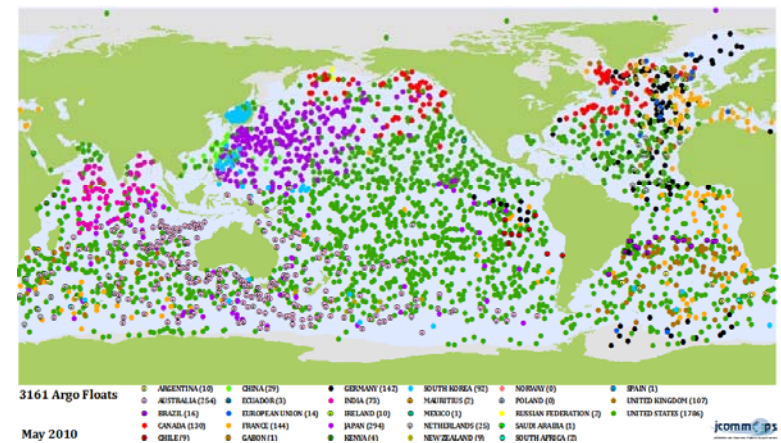 ARGENTINA (10) CHINA (29) GERMANY (142) SOUTH KOREA (92) NORWAY (0) SPAIN (1)
3161 Argo Floats AUSTRALIA (254) ECUADOR (3) INDIA (73) MAURITIUS (2) POLAND (0) UNITED KINGDOM (107)
BRAZIL (16) EUROPEAN UNION (14) IRELAND (10) MEXICO (1) RUSSIAN FEDERATION (2) UNITED STATES (1786)
CANADA (130) FRANCE (144) JAPAN (294) NETHERLANDS (25) SAUDI ARABIA (1)
May 2010 CHILE (9) GABON (1) KENYA (4) NEW ZEALAND (9) SOUTH AFRICA (2)
jcommops